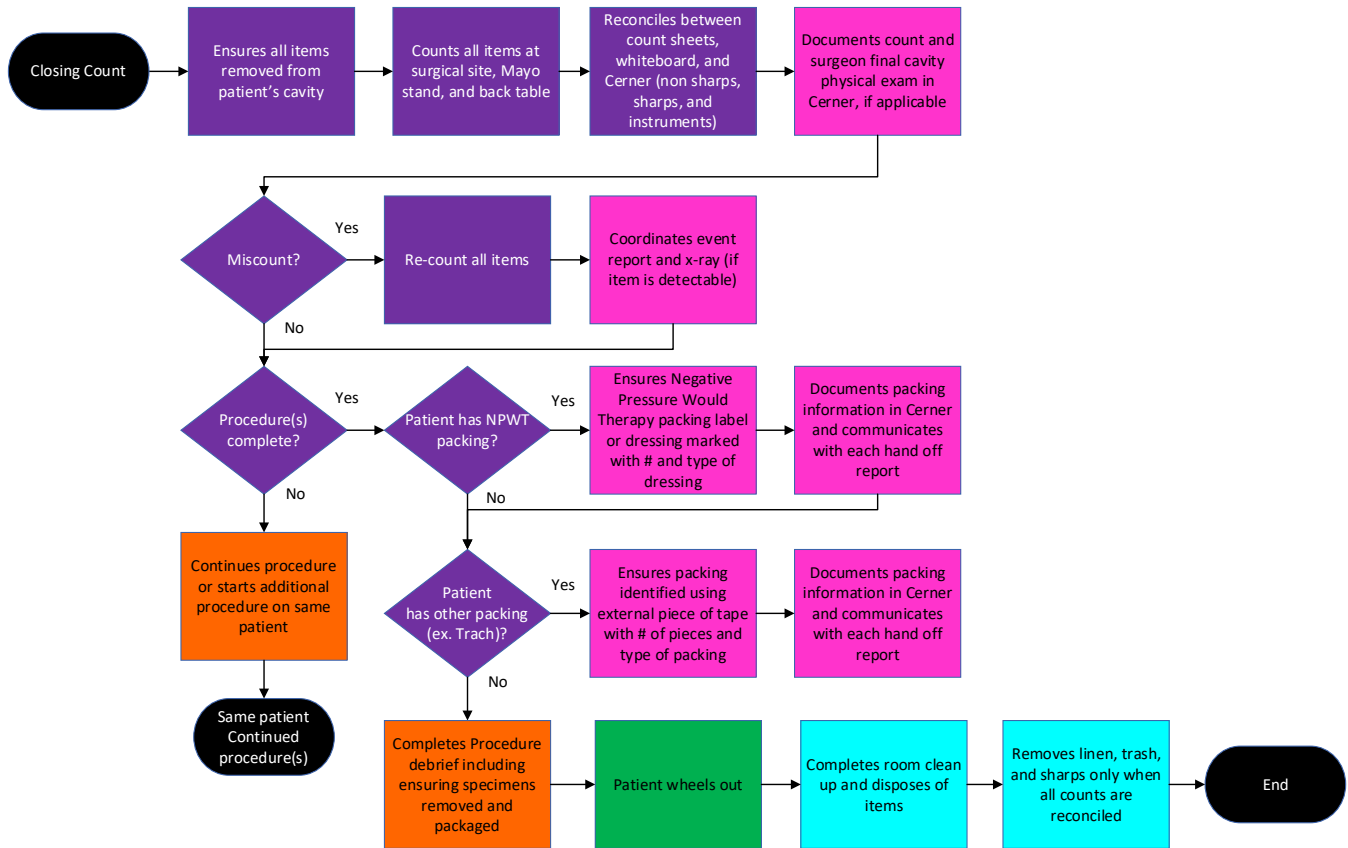 Closing Count
Ensures all items
removed from
patient’s cavity
Counts all items at
surgical site, Mayo
stand, and back table
Reconciles between
count sheets,
whiteboard, and
Cerner (non sharps,
sharps, and
instruments)
Documents count and
surgeon final cavity
physical exam in
Cerner, if applicable
Miscount?
Yes
Re-count all items
Coordinates event
report and x-ray (if
item is detectable)
No
Procedure(s)
complete?
Yes
Patient has NPWT
packing?
Yes
Ensures Negative
Pressure Would
Therapy packing label
or dressing marked
with # and type of
dressing
Documents packing
information in Cerner
and communicates
with each hand off
report
No
No
Continues procedure
or starts additional
procedure on same
patient
Patient
has other packing
(ex. Trach)?
Yes
Ensures packing
identified using
external piece of tape
with # of pieces and
type of packing
Documents packing
information in Cerner
and communicates
with each hand off
report
No
Same patient
Continued
procedure(s)
Completes Procedure
debrief including
ensuring specimens
removed and
packaged
Patient wheels out
Completes room clean
up and disposes of
items
Removes linen, trash,
and sharps only when
all counts are
reconciled
End